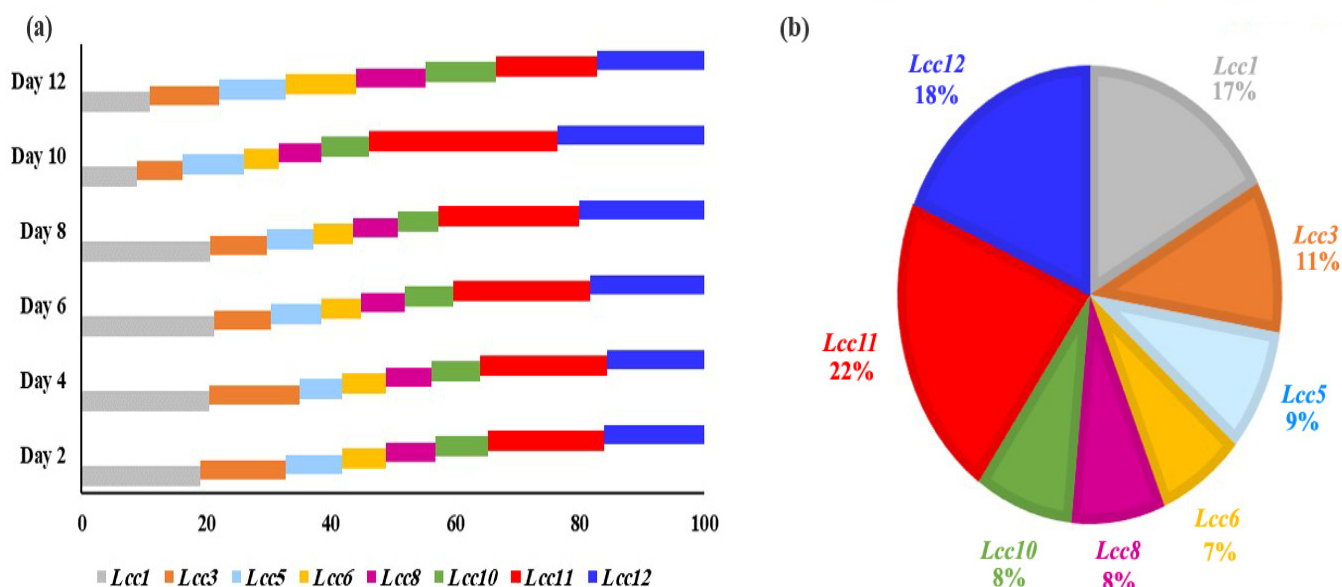 (a)
Day 12
Day 10
Day 8
Day 6
Day 4
Day 2
0 20 40 60 80 100
Lcc1 Lcc3 Lcc5 Lcc6 Lcc8 Lcc10 Lcc11 Lcc12
(b)
Lcc12
18%
Lcc1
17%
Lcc3
11%
Lcc11
22%
Lcc5
9%
Lcc6
7%
Lcc10
8%
Lcc8
8%